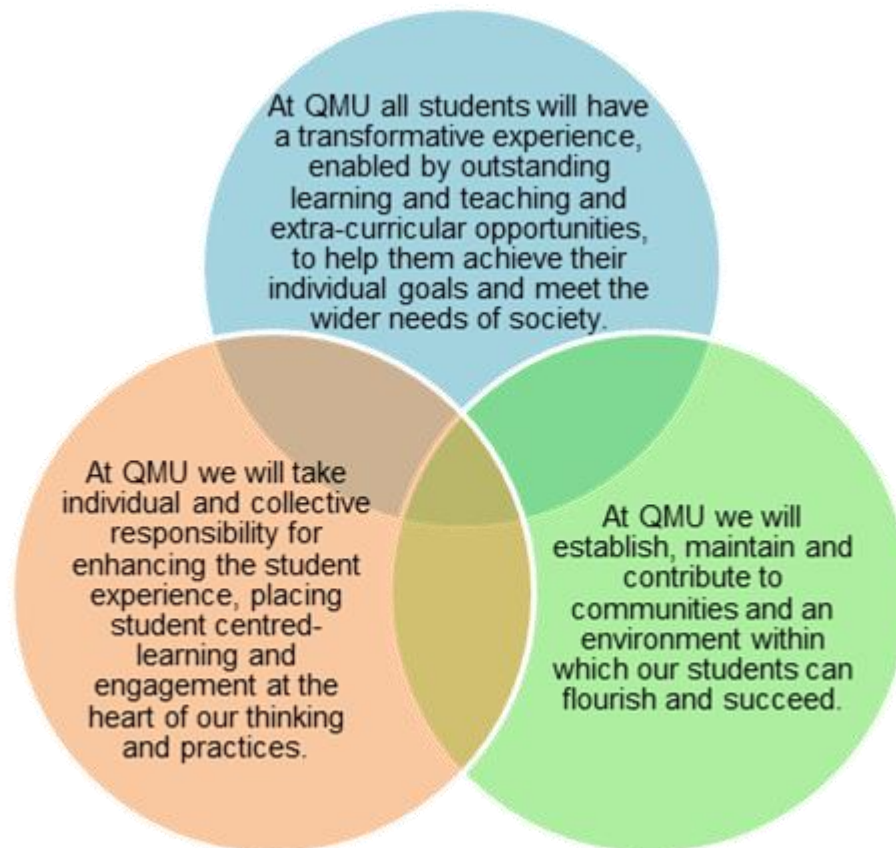 At QMU all students will have
a transformative experience,
enabled by outstanding
learning and teaching and
extra-curricular opportunities,
to help them achieve their
individual goals and meet the
wider needs of society.
At QMU we will take
individual and collective
responsibility for
enhancing the student
experience, placing
student centred-
learning and
engagement at the
heart of our thinking
and practices.
At QMU we will
establish, maintain and
contribute to
communities and an
environment within
which our students can
flourish and succeed.